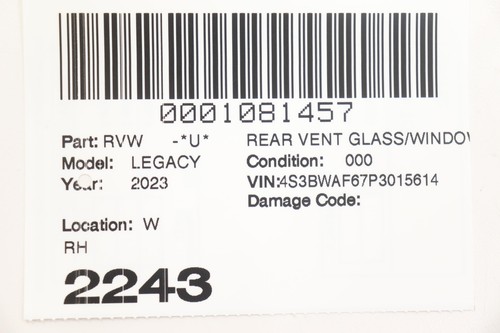 0001081457
Part: RVW -*U* REAR VENT GLASS/WINDOW
Model: LEGACY Condition: 000
Year: 2023 VIN:4S3BWAF67P3015614
Damage Code:
Location: W
RH
2243